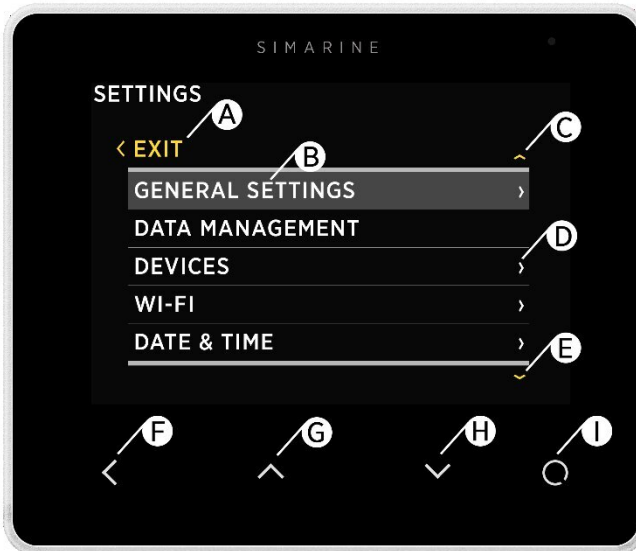 SIMARINE
SETTINGS
A
< EXIT
C
B
GENERAL SETTINGS
DATA MANAGEMENT
D
DEVICES
WI-FI
DATE & TIME
E
F
G
H
I